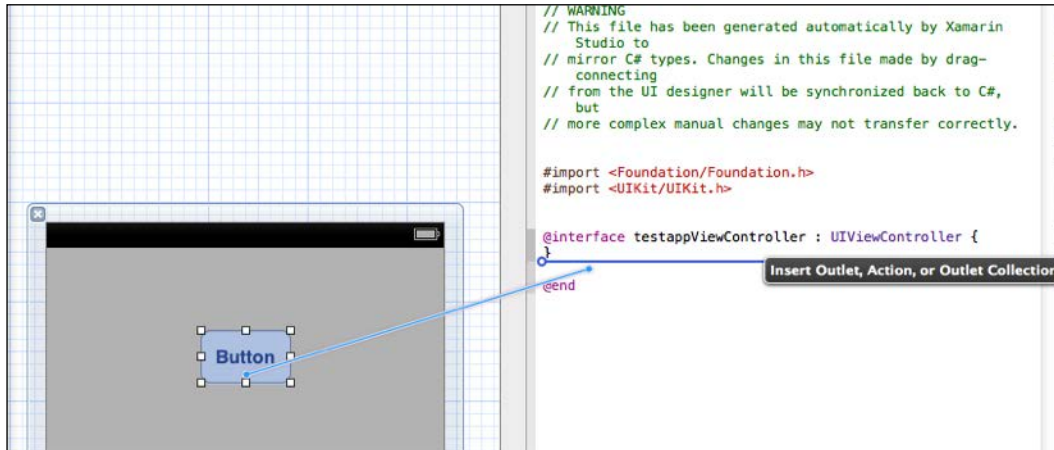 // WARNING
// This file has been generated automatically by Xamarin
Studio to
// mirror C# types. Changes in this file made by drag-
connecting
// from the UI designer will be synchronized back to C#,
but
// more complex manual changes may not transfer correctly.
#import <Foundation/Foundation.h>
#import <UIKit/UIKit.h>
@interface testappViewController : UIViewController {
}
Insert Outlet, Action, or Outlet Collection
@end
Button